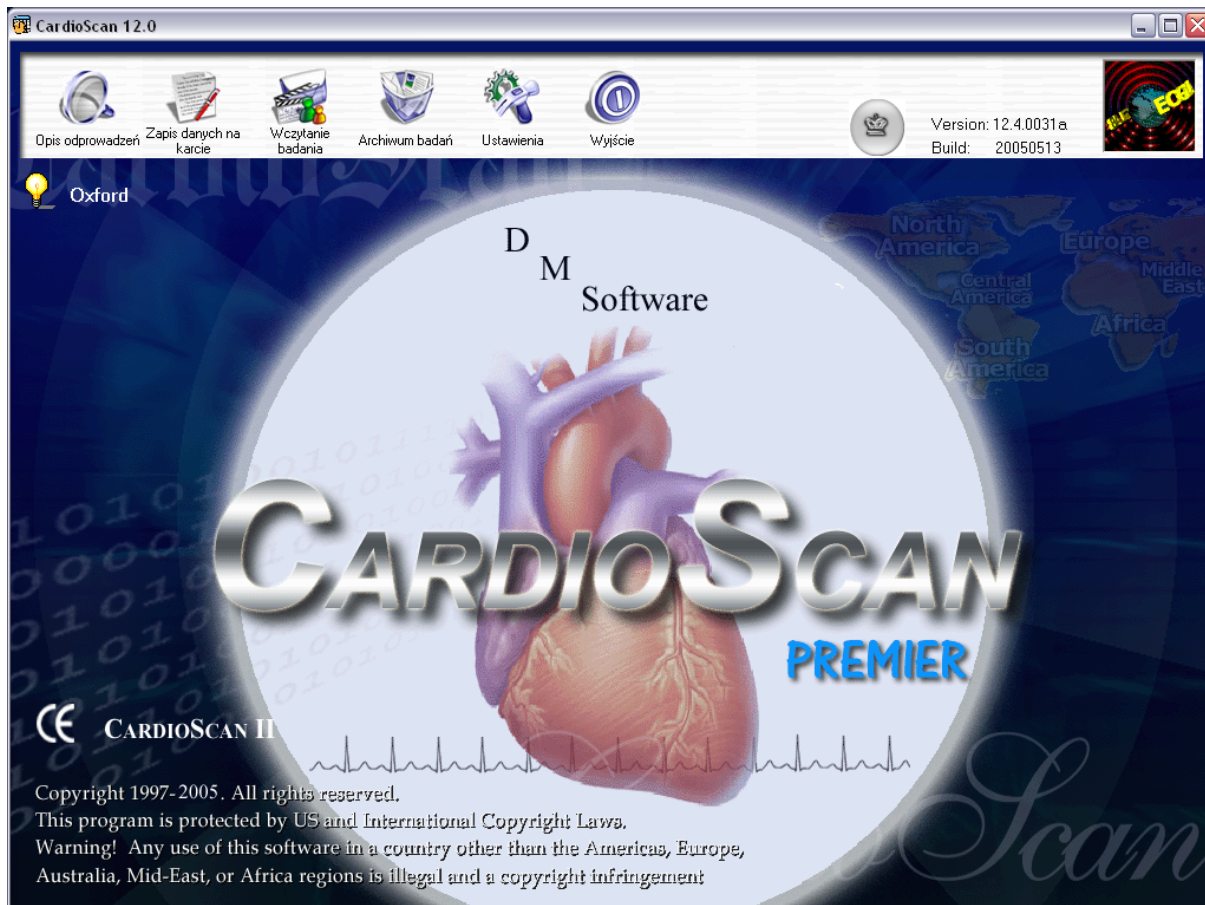 CardioScan 12.0
Opis odprowadzeń
Zapis danych na
karcie
Wczytanie
badania
Archiwum badań
Ustawienia
Wyjście
Version: 12.4.0031a
Build: 20050513
Oxford
North
America
Europe
Central
America
Middle
East
Africa
South
America
D
M
Software
CARDIOSCAN
PREMIER
CE CARDIOSCAN II
Copyright 1997-2005. All rights reserved.
This program is protected by US and International Copyright Laws.
Warning! Any use of this software in a country other than the Americas, Europe,
Australia, Mid-East, or Africa regions is illegal and a copyright infringement
Scan